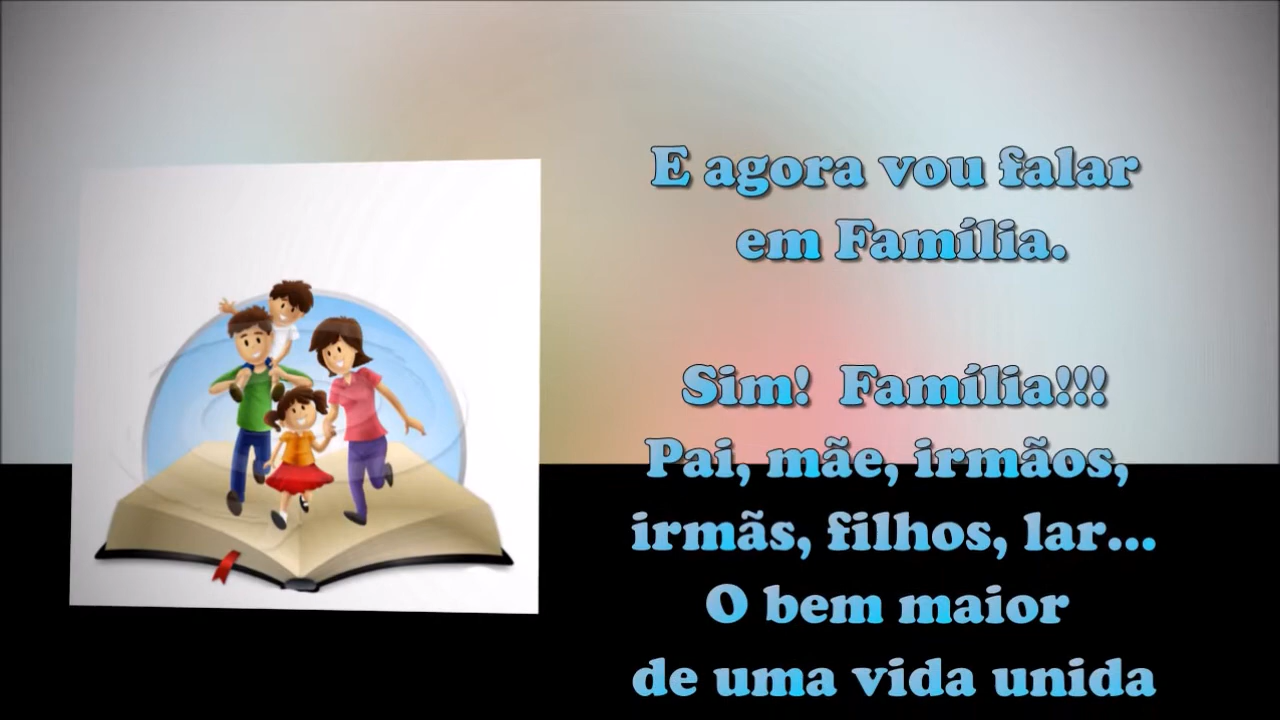 E agora vou falar
em Família.
Sim! Família!!!
Pai, mãe, irmãos,
irmãs, filhos, lar...
O bem maior
de uma vida unida